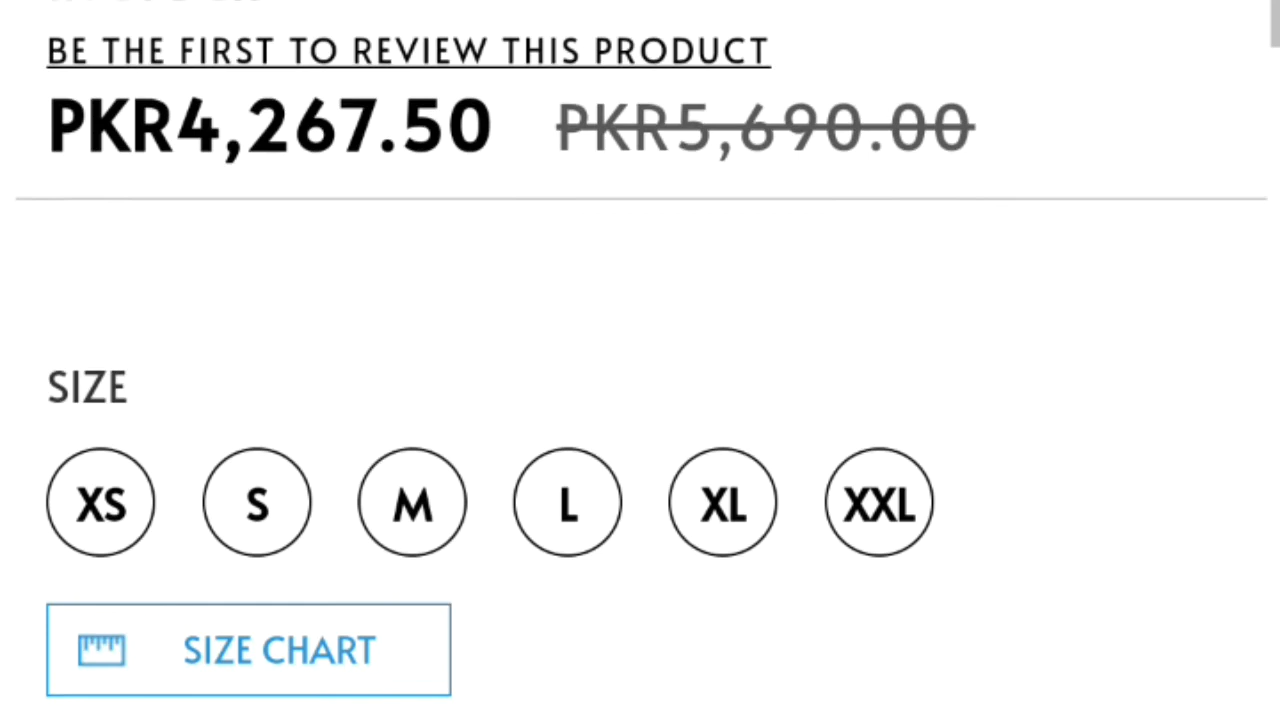 BE THE FIRST TO REVIEW THIS PRODUCT
PKR4,267.50 PKR5,690.00
SIZE
XS S M L XL XXL
SIZE CHART